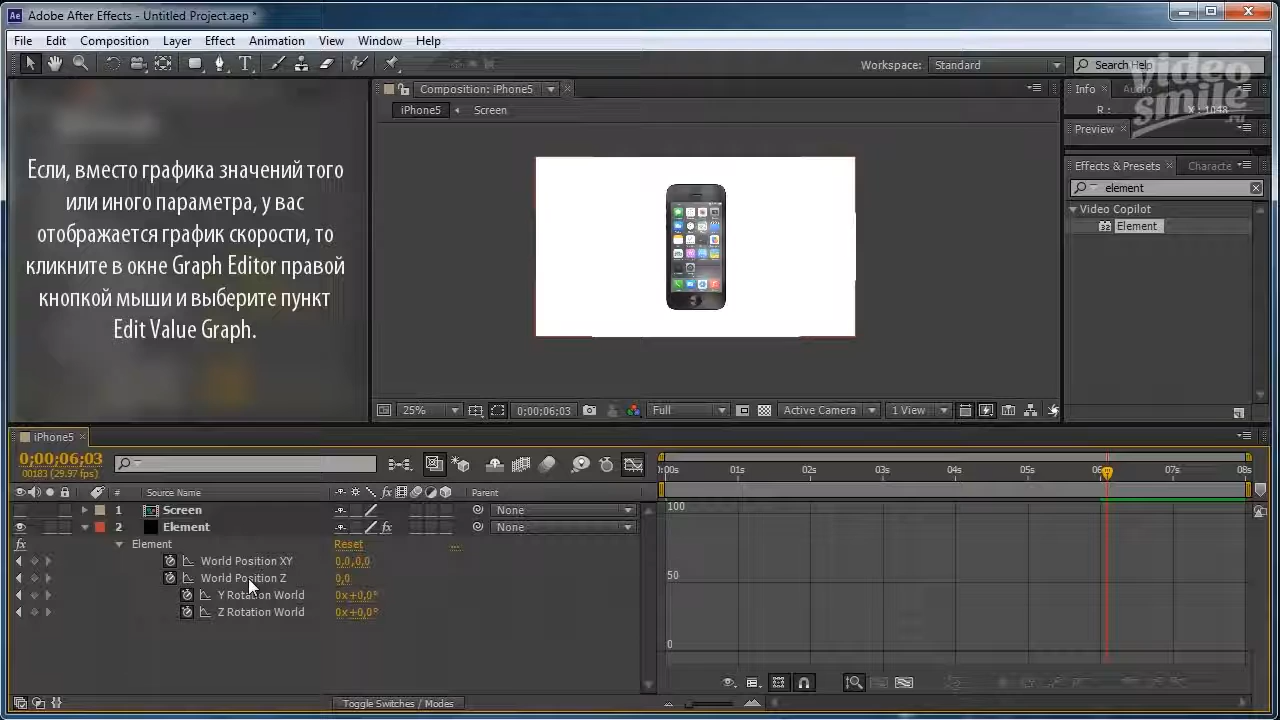 Adobe After Effects - Untitled Project.aep *
File Edit Composition Layer Effect Animation View Window Help
Workspace: Standard Search Help
video smile .ru
Composition: iPhone5
iPhone5 Screen
Info Audio
R : X : 1048
Preview
Effects & Presets Characte
element
Video Copilot
32 Element
Если, вместо графика значений того
или иного параметра, у вас
отображается график скорости, то
кликните в окне Graph Editor правой
кнопкой мыши и выберите пункт
Edit Value Graph.
25% 0;00;06;03 Full Active Camera 1 View
iPhone5
0;00;06;03
00183 (29.97 fps)
0:00s 01s 02s 03s 04s 05s 06s 07s 08s
# Source Name Parent
1 Screen None
2 Element None
Element Reset ...
World Position XY 0,0,0,0
World Position Z 0,0
Y Rotation World 0x+0,0°
Z Rotation World 0x+0,0°
100
50
0
Toggle Switches / Modes